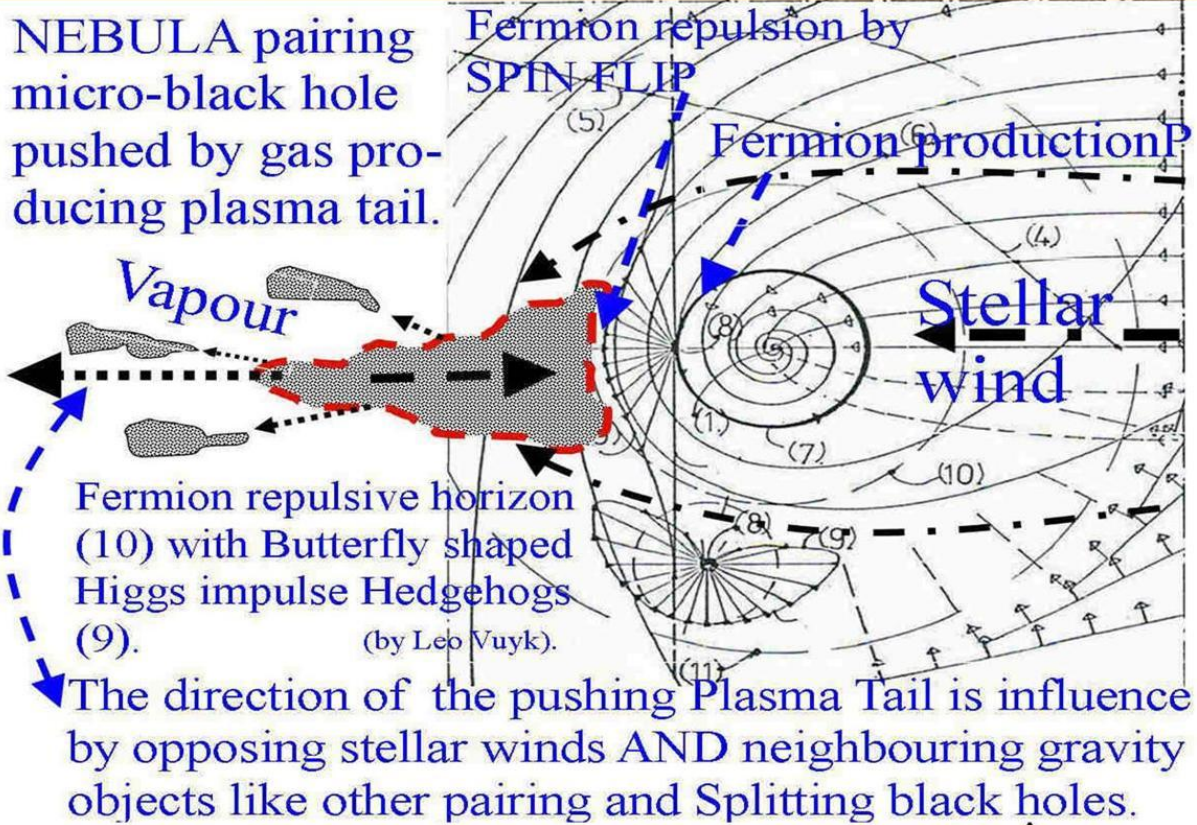 NEBULA pairing
micro-black hole
pushed by gas pro-
ducing plasma tail.
Fermion repulsion by
SPIN FLIP
(5)
(6)
Fermion productionP
(4)
Vapour
Stellar
wind
(8)
(1)
(7)
(10)
(8)
(9)
(11)
Fermion repulsive horizon
(10) with Butterfly shaped
Higgs impulse Hedgehogs
(9).
(by Leo Vuyk).
The direction of the pushing Plasma Tail is influence
by opposing stellar winds AND neighbouring gravity
objects like other pairing and Splitting black holes.